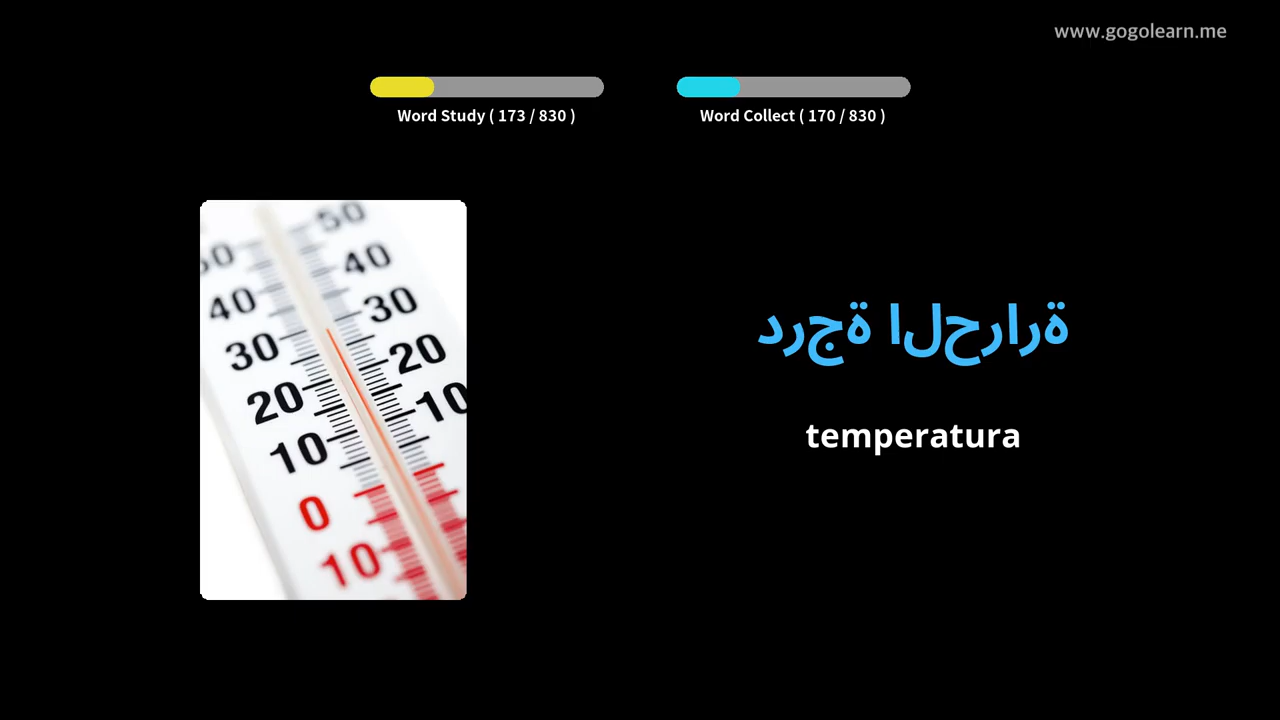 www.gogolearn.me
Word Study ( 173 / 830 )
Word Collect ( 170 / 830 )
50
50 40
40 30
30 20
20 10
10
0
10
درجة الحرارة
temperatura